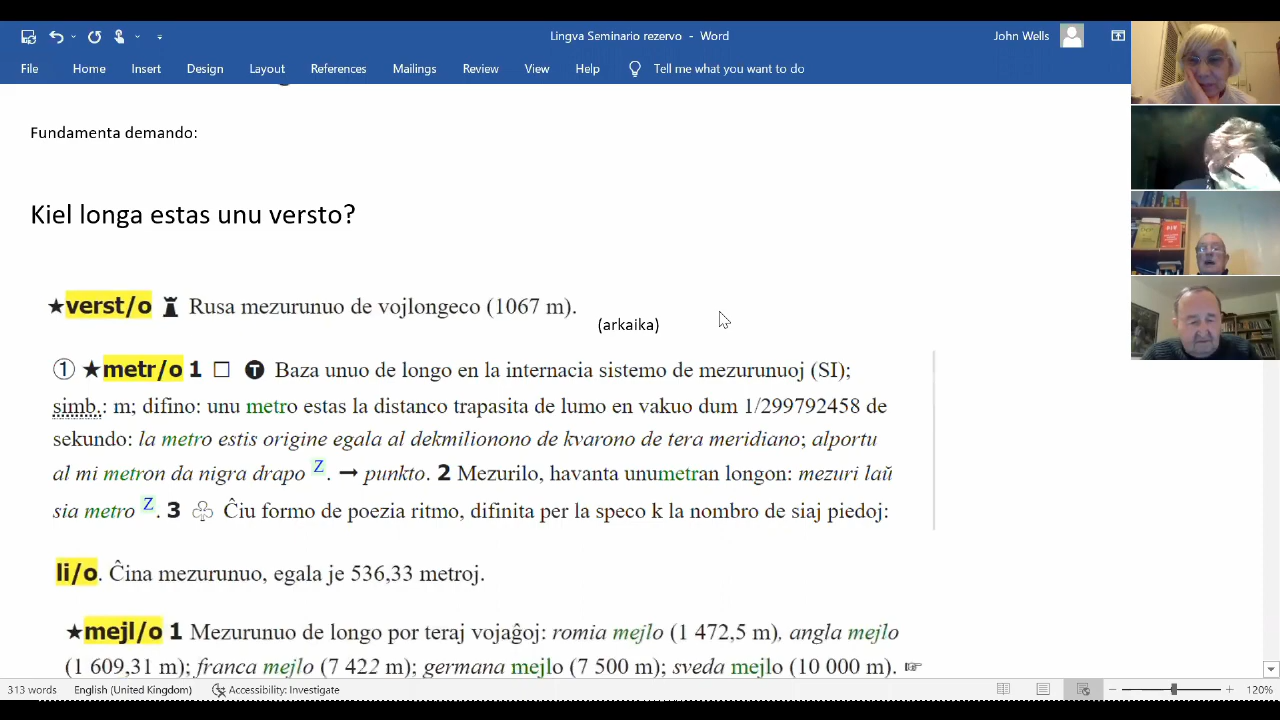 Lingva Seminario rezervo - Word
John Wells
File Home Insert Design Layout References Mailings Review View Help Tell me what you want to do
Fundamenta demando:
Kiel longa estas unu versto?
★verst/o Rusa mezurunuo de vojlongeco (1067 m).
(arkaika)
① ★metr/o 1 □ T Baza unuo de longo en la internacia sistemo de mezurunuoj (SI);
simb.: m; difino: unu metro estas la distanco trapasita de lumo en vakuo dum 1/299792458 de
sekundo: la metro estis origine egala al dekmilionono de kvarono de tera meridiano; alportu
al mi metron da nigra drapo Z. → punkto. 2 Mezurilo, havanta unumetran longon: mezuri laŭ
sia metro Z. 3 Ĉiu formo de poezia ritmo, difinita per la speco k la nombro de siaj piedoj:
li/o. Ĉina mezurunuo, egala je 536,33 metroj.
★mejl/o 1 Mezurunuo de longo por teraj vojaĝoj: romia mejlo (1 472,5 m), angla mejlo
(1 609,31 m); franca mejlo (7 422 m); germana mejlo (7 500 m); sveda mejlo (10 000 m). ☞
313 words English (United Kingdom) Accessibility: Investigate 120%